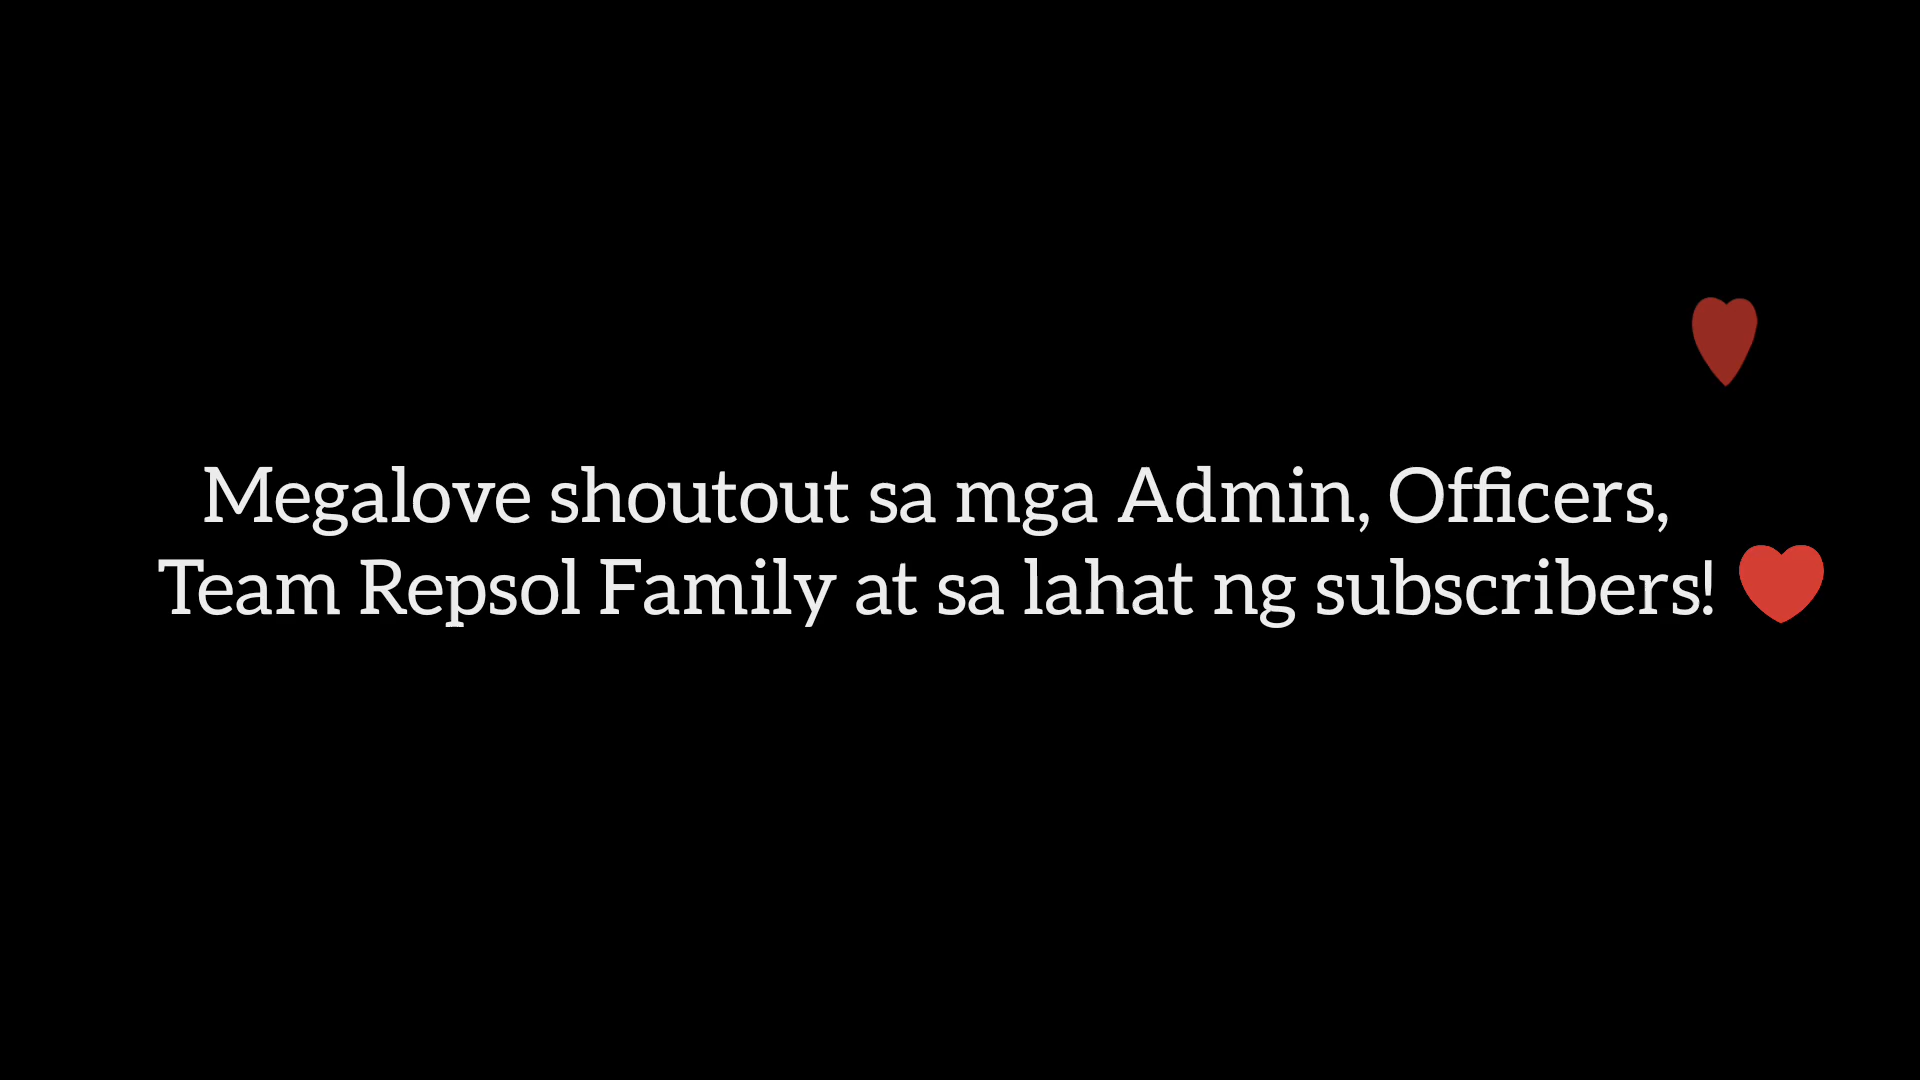 Megalove shoutout sa mga Admin, Officers,
Team Repsol Family at sa lahat ng subscribers!